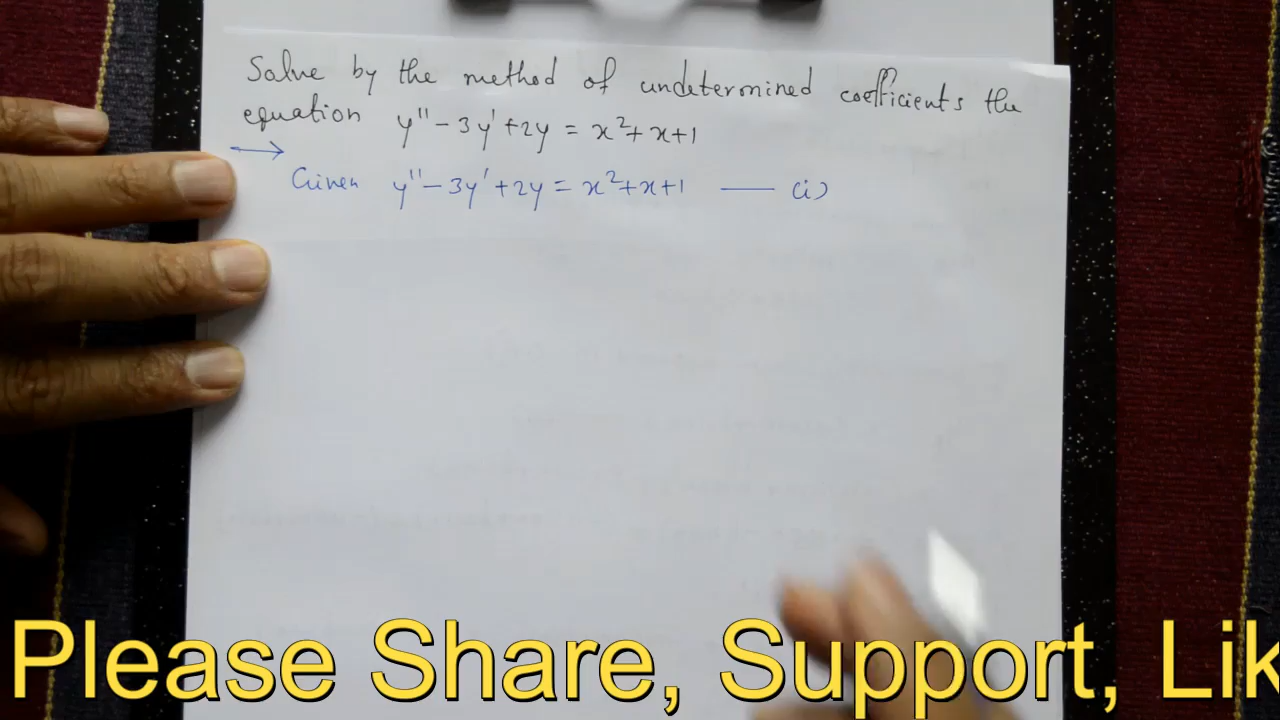 Solve by the method of undetermined coefficients the
equation y'' - 3y' + 2y = x² + x + 1
→ Given y'' - 3y' + 2y = x² + x + 1 —— (i)
Please Share, Support, Lik